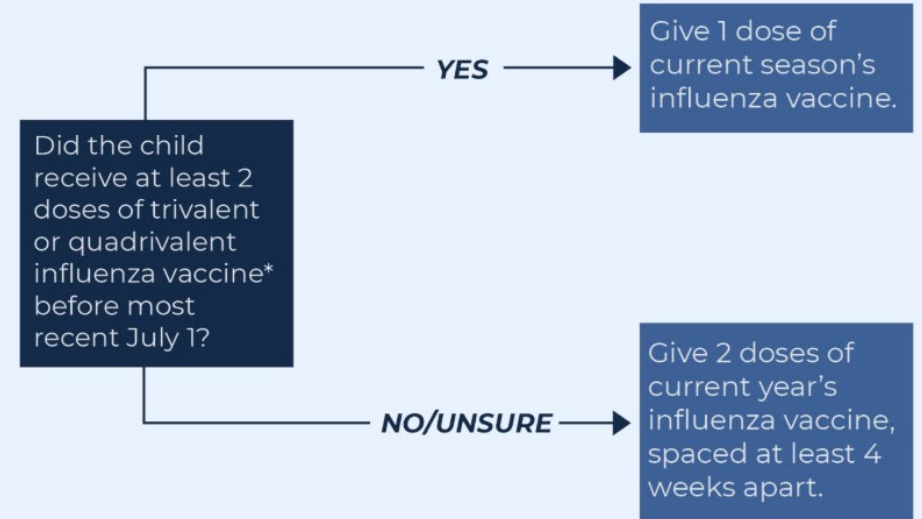 Did the child
receive at least 2
doses of trivalent
or quadrivalent
influenza vaccine*
before most
recent July 1?
YES
Give 1 dose of
current season's
influenza vaccine.
NO/UNSURE
Give 2 doses of
current year's
influenza vaccine,
spaced at least 4
weeks apart.